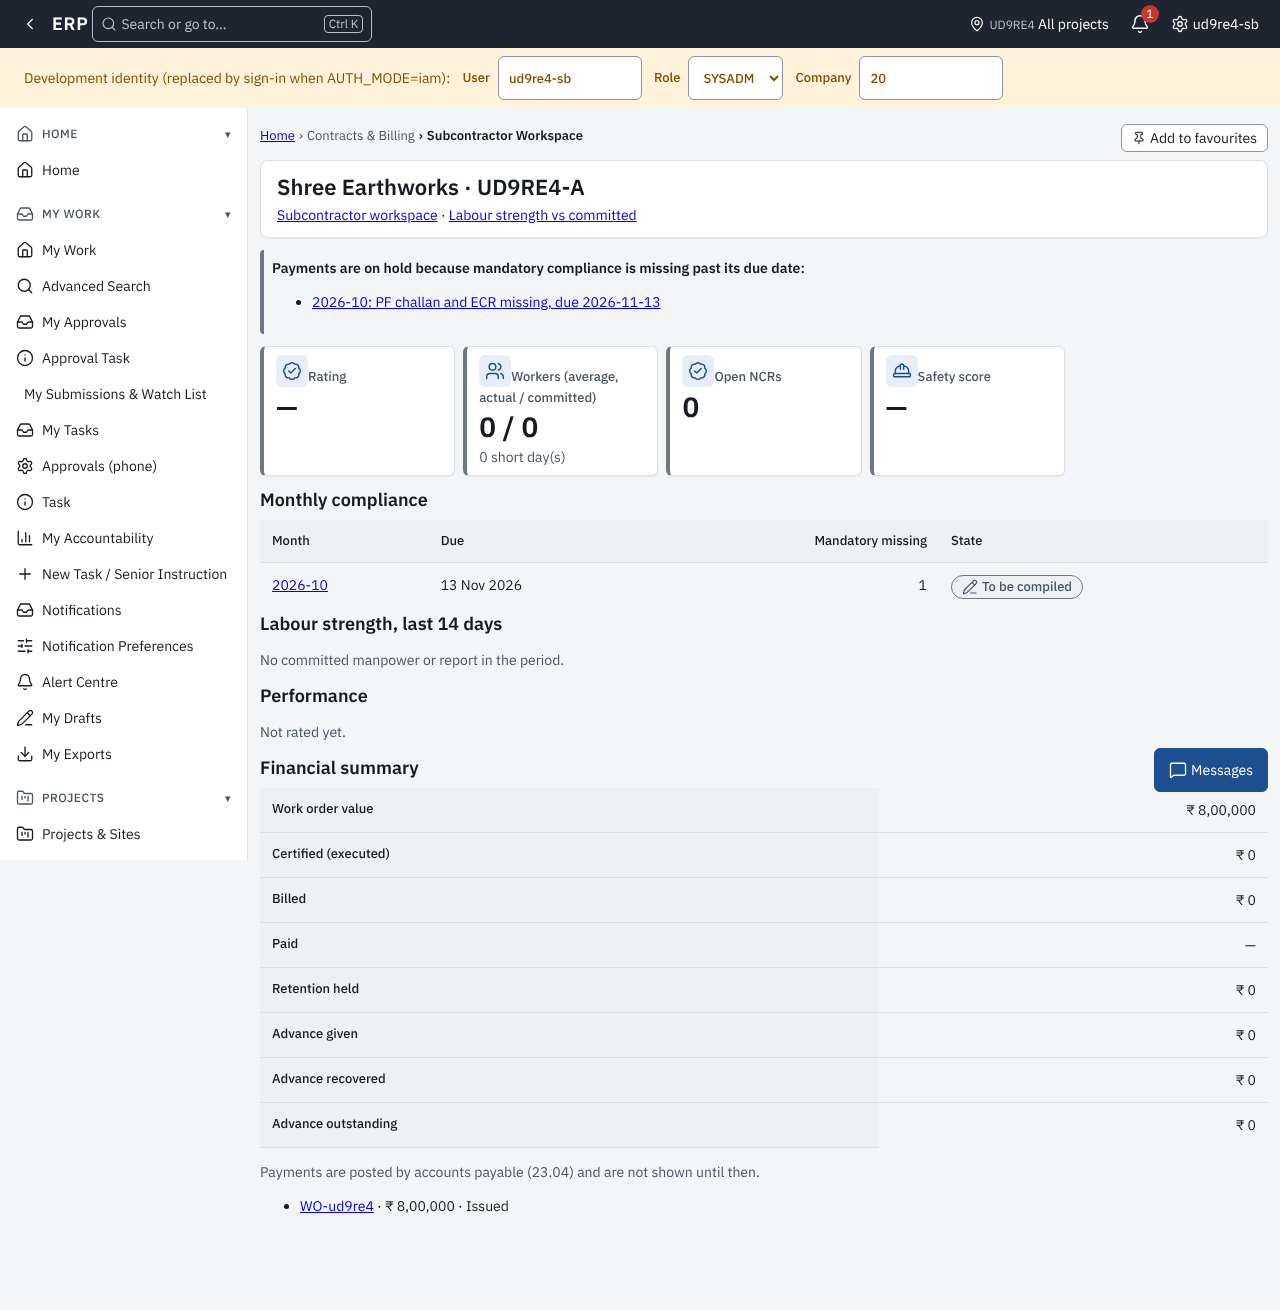 ERP
Search or go to...
Ctrl K
UD9RE4 All projects
1
ud9re4-sb
Development identity (replaced by sign-in when AUTH_MODE=iam):
User
ud9re4-sb
Role
SYSADM
Company
20
HOME
Home
MY WORK
My Work
Advanced Search
My Approvals
Approval Task
My Submissions & Watch List
My Tasks
Approvals (phone)
Task
My Accountability
New Task / Senior Instruction
Notifications
Notification Preferences
Alert Centre
My Drafts
My Exports
PROJECTS
Projects & Sites
Home › Contracts & Billing › Subcontractor Workspace
Add to favourites
Shree Earthworks · UD9RE4-A
Subcontractor workspace · Labour strength vs committed
Payments are on hold because mandatory compliance is missing past its due date:
• 2026-10: PF challan and ECR missing, due 2026-11-13
Rating
—
Workers (average,
actual / committed)
0 / 0
0 short day(s)
Open NCRs
0
Safety score
—
Monthly compliance
Month Due Mandatory missing State
2026-10 13 Nov 2026 1 To be compiled
Labour strength, last 14 days
No committed manpower or report in the period.
Performance
Not rated yet.
Financial summary
Messages
Work order value ₹ 8,00,000
Certified (executed) ₹ 0
Billed ₹ 0
Paid —
Retention held ₹ 0
Advance given ₹ 0
Advance recovered ₹ 0
Advance outstanding ₹ 0
Payments are posted by accounts payable (23.04) and are not shown until then.
• WO-ud9re4 · ₹ 8,00,000 · Issued